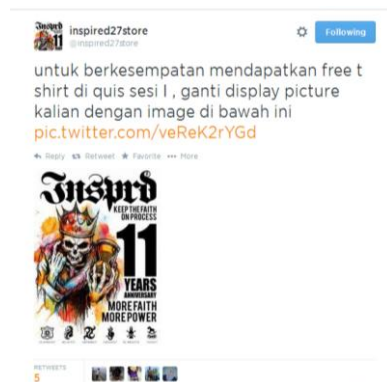 inspired27store
@inspired27store
Following
untuk berkesempatan mendapatkan free t
shirt di quis sesi I , ganti display picture
kalian dengan image di bawah ini
pic.twitter.com/veReK2rYGd
Reply Retweet Favorite More
Insprd
KEEP THE FAITH
ON PROCESS
11
YEARS
ANNIVERSARY
MORE FAITH
MORE POWER
RETWEETS
5